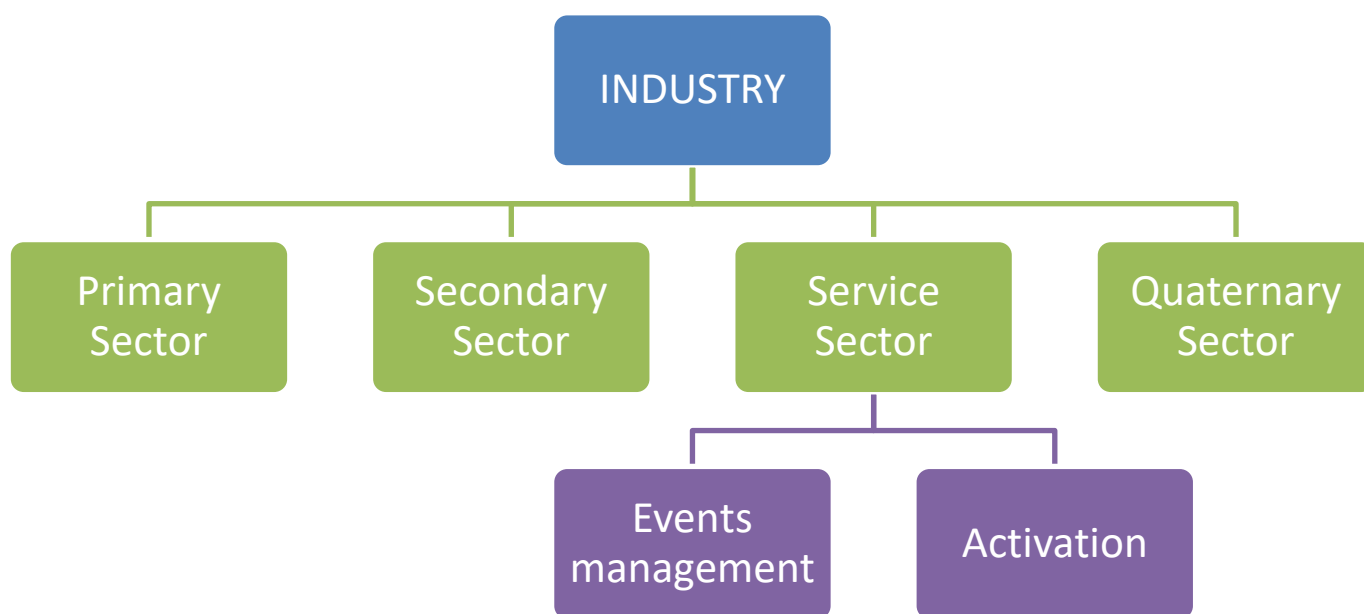 INDUSTRY
Primary
Sector
Secondary
Sector
Service
Sector
Quaternary
Sector
Events
management
Activation